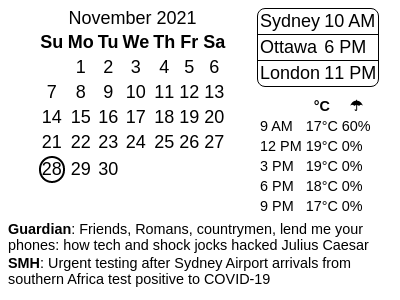 November 2021
Su Mo Tu We Th Fr Sa
1 2 3 4 5 6
7 8 9 10 11 12 13
14 15 16 17 18 19 20
21 22 23 24 25 26 27
28 29 30
Sydney 10 AM
Ottawa 6 PM
London 11 PM
°C ☂
9 AM 17°C 60%
12 PM 19°C 0%
3 PM 19°C 0%
6 PM 18°C 0%
9 PM 17°C 0%
Guardian: Friends, Romans, countrymen, lend me your
phones: how tech and shock jocks hacked Julius Caesar
SMH: Urgent testing after Sydney Airport arrivals from
southern Africa test positive to COVID-19